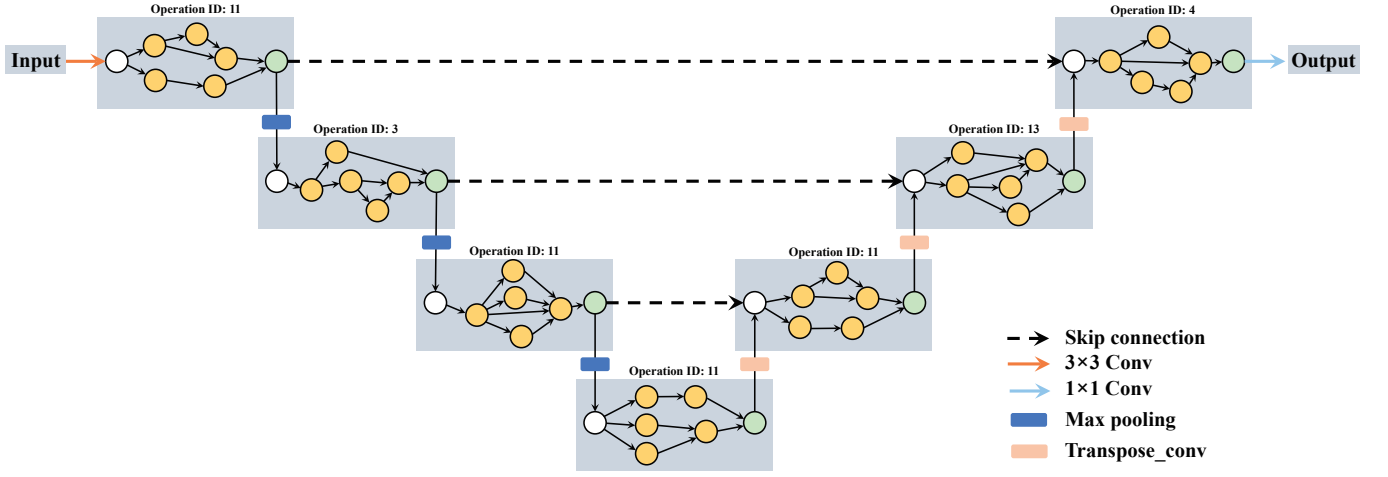 Operation ID: 11
Operation ID: 4
Input
Output
Operation ID: 3
Operation ID: 13
Operation ID: 11
Operation ID: 11
Skip connection
3×3 Conv
Operation ID: 11
1×1 Conv
Max pooling
Transpose_conv